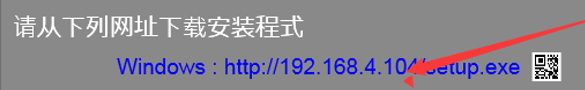 请从下列网址下载安装程式
Windows : http://192.168.4.104/setup.exe